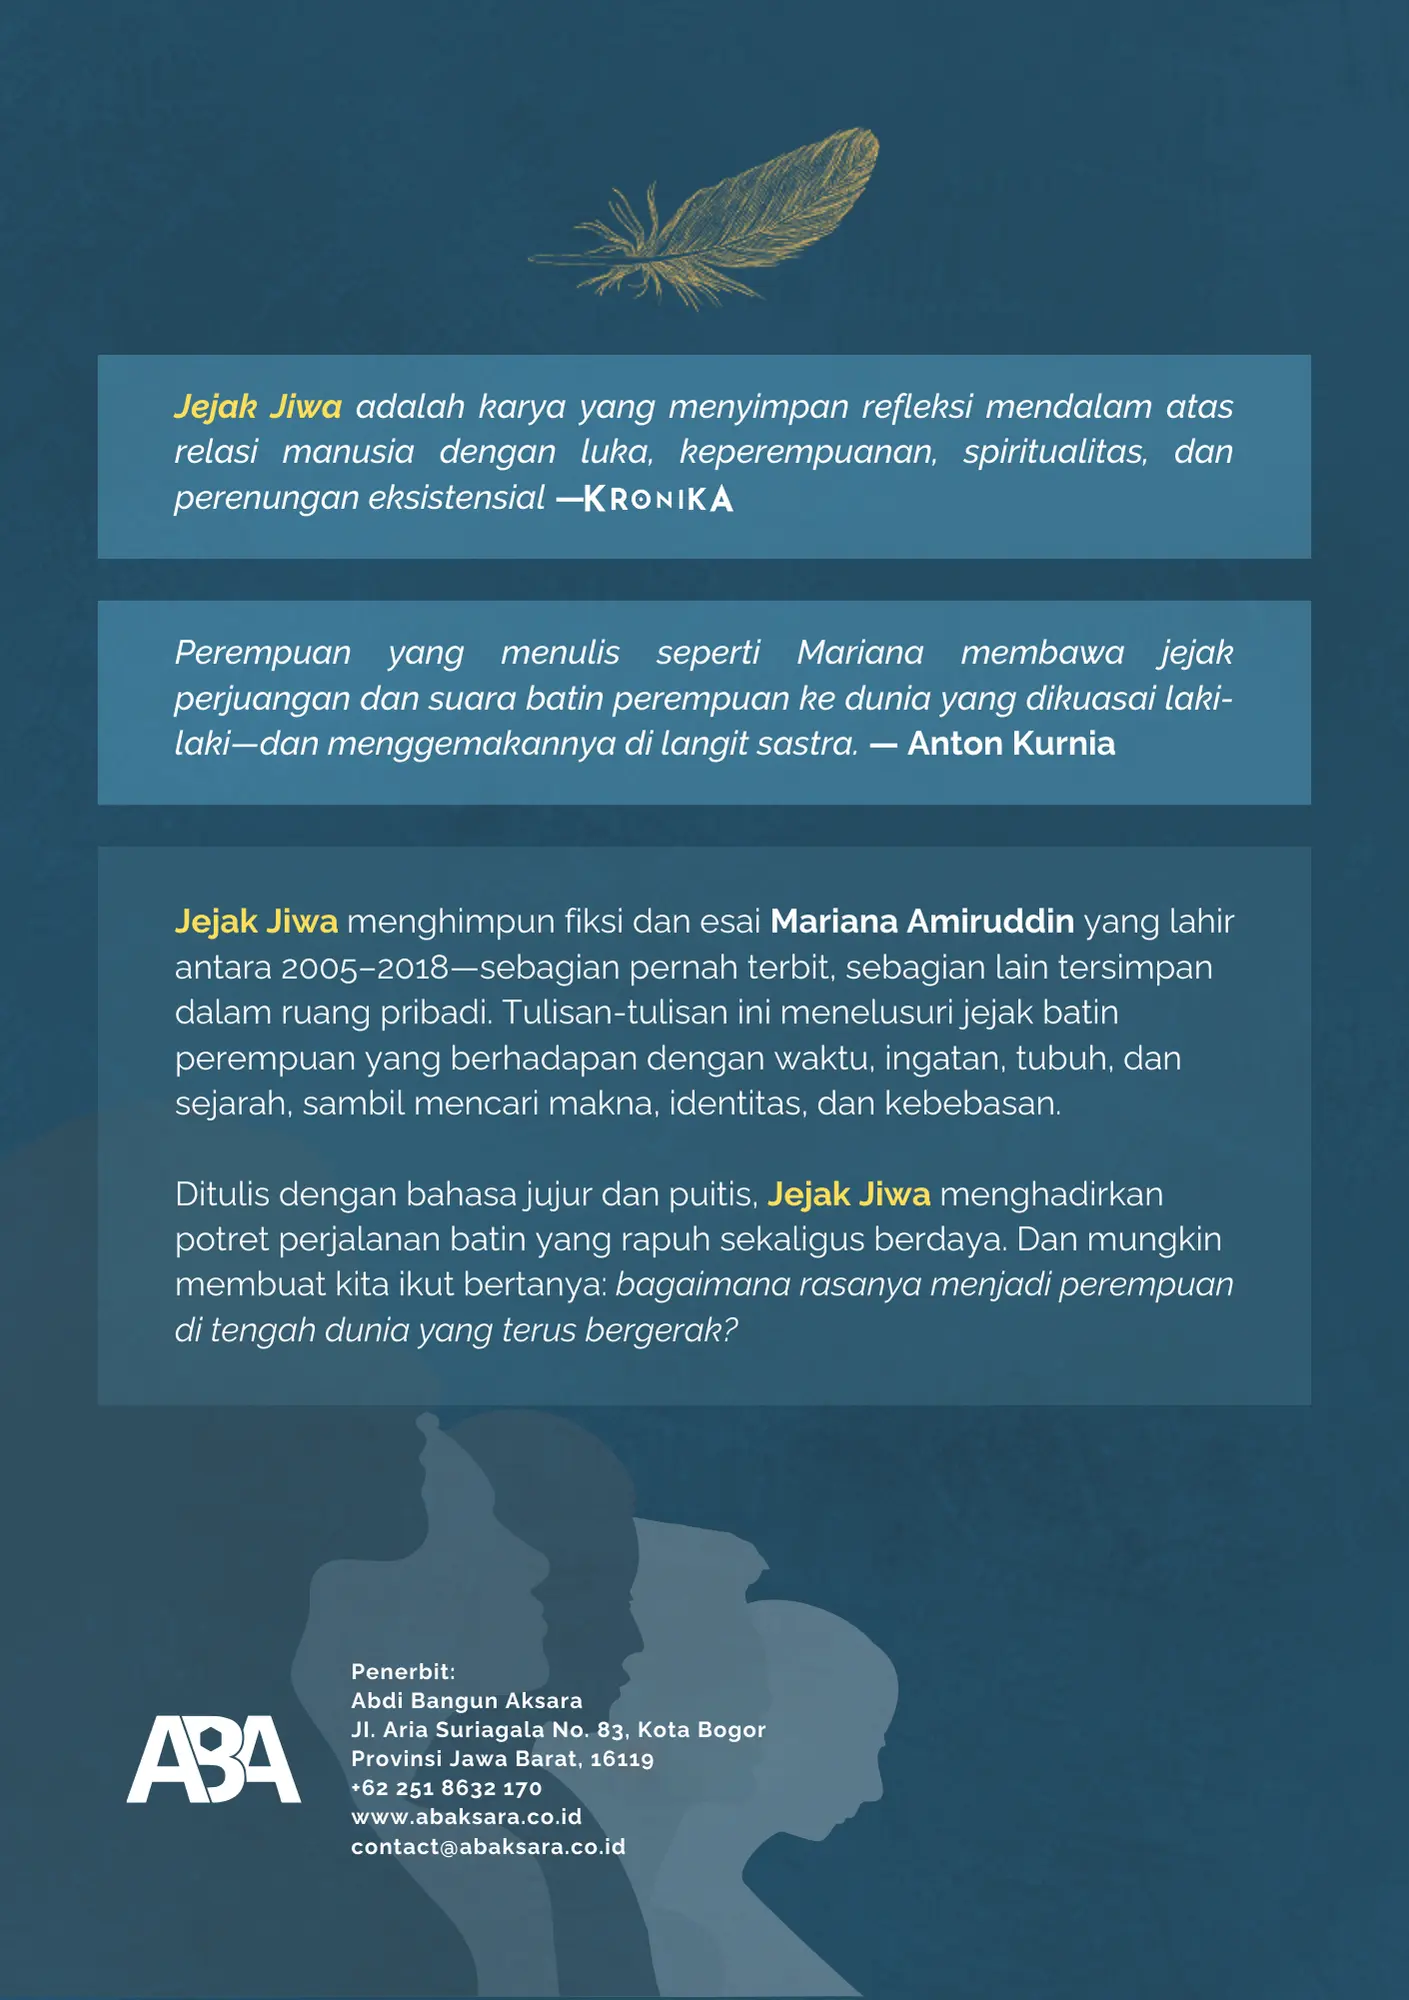 Jejak Jiwa adalah karya yang menyimpan refleksi mendalam atas
relasi manusia dengan luka, keperempuanan, spiritualitas, dan
perenungan eksistensial —KRONIKA
Perempuan yang menulis seperti Mariana membawa jejak
perjuangan dan suara batin perempuan ke dunia yang dikuasai laki-
laki—dan menggemakannya di langit sastra. — Anton Kurnia
Jejak Jiwa menghimpun fiksi dan esai Mariana Amiruddin yang lahir
antara 2005–2018—sebagian pernah terbit, sebagian lain tersimpan
dalam ruang pribadi. Tulisan-tulisan ini menelusuri jejak batin
perempuan yang berhadapan dengan waktu, ingatan, tubuh, dan
sejarah, sambil mencari makna, identitas, dan kebebasan.
Ditulis dengan bahasa jujur dan puitis, Jejak Jiwa menghadirkan
potret perjalanan batin yang rapuh sekaligus berdaya. Dan mungkin
membuat kita ikut bertanya: bagaimana rasanya menjadi perempuan
di tengah dunia yang terus bergerak?
ABA
Penerbit:
Abdi Bangun Aksara
Jl. Aria Suriagala No. 83, Kota Bogor
Provinsi Jawa Barat, 16119
+62 251 8632 170
www.abaksara.co.id
contact@abaksara.co.id